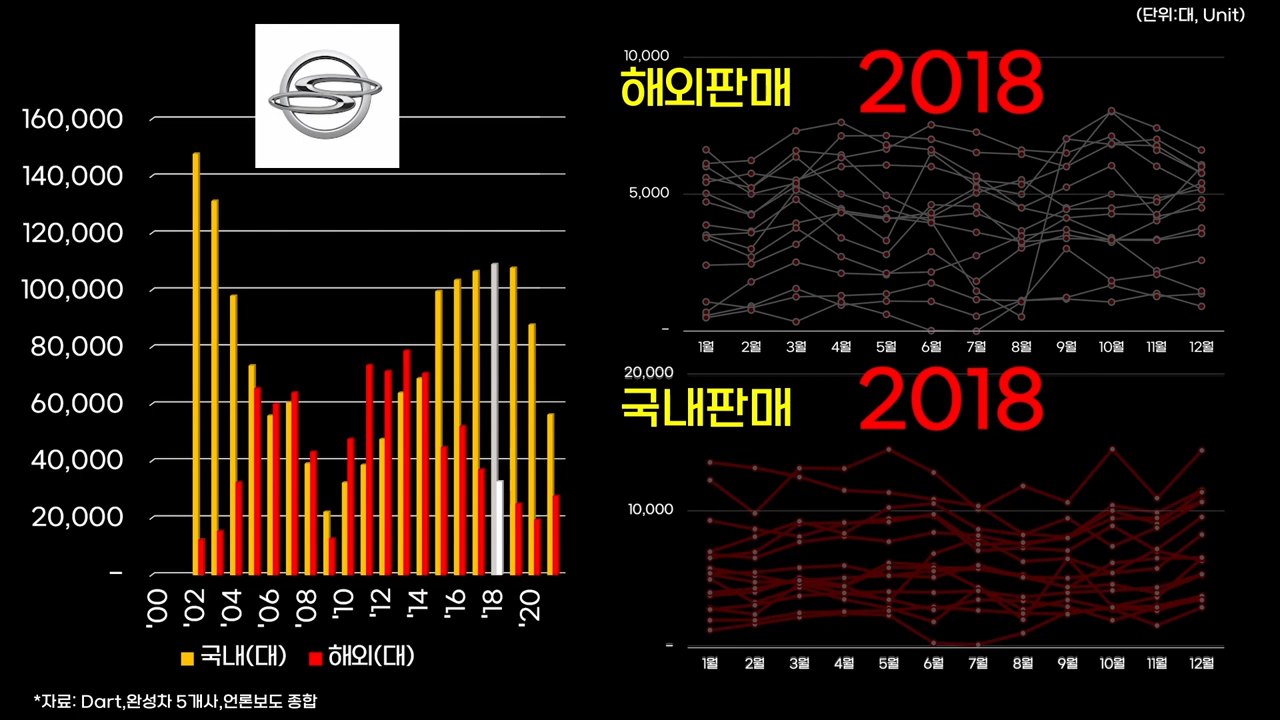 (단위:대, Unit)
160,000
140,000
120,000
100,000
80,000
60,000
40,000
20,000
–
'00 '02 '04 '06 '08 '10 '12 '14 '16 '18 '20
국내(대) 해외(대)
*자료: Dart,완성차 5개사,언론보도 종합
10,000
해외판매 2018
5,000
–
1월 2월 3월 4월 5월 6월 7월 8월 9월 10월 11월 12월
20,000
국내판매 2018
10,000
–
1월 2월 3월 4월 5월 6월 7월 8월 9월 10월 11월 12월